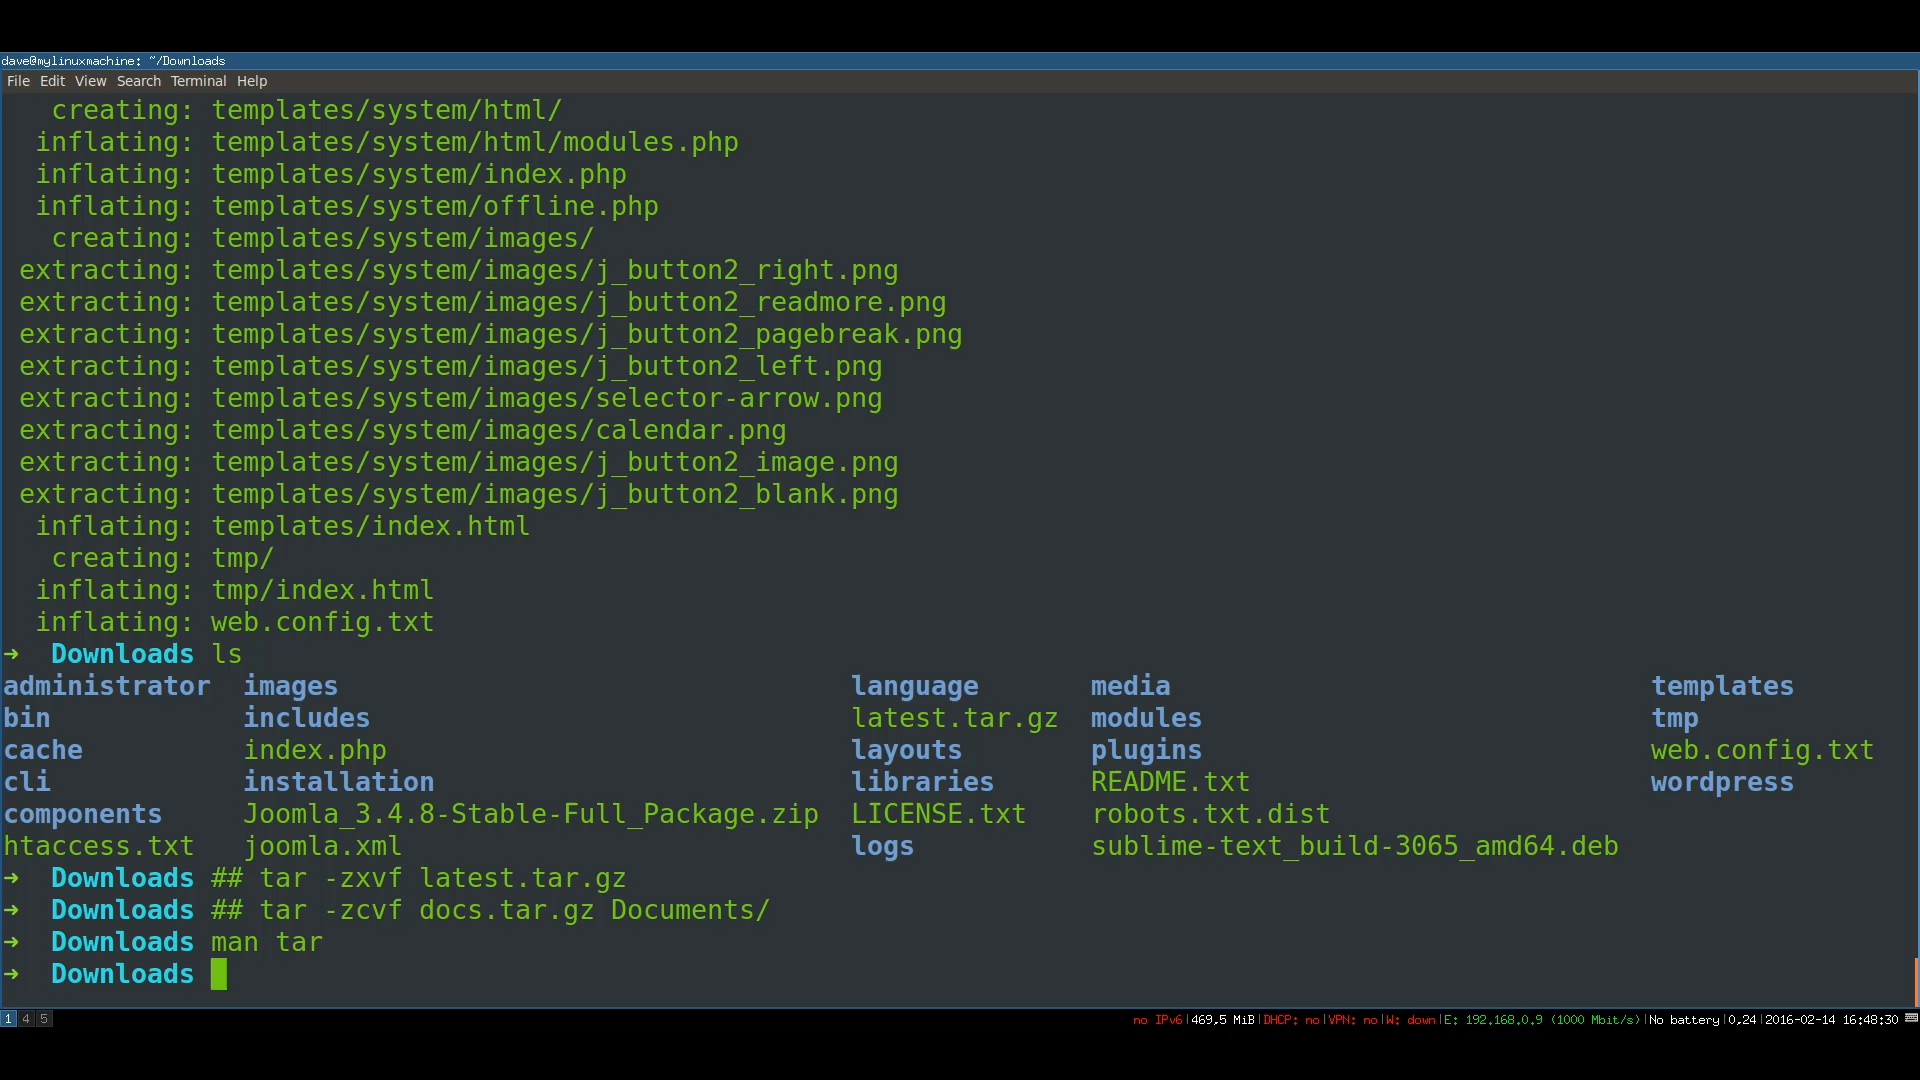 dave@mylinuxmachine: ~/Downloads
File Edit View Search Terminal Help
   creating: templates/system/html/
  inflating: templates/system/html/modules.php
  inflating: templates/system/index.php
  inflating: templates/system/offline.php
   creating: templates/system/images/
 extracting: templates/system/images/j_button2_right.png
 extracting: templates/system/images/j_button2_readmore.png
 extracting: templates/system/images/j_button2_pagebreak.png
 extracting: templates/system/images/j_button2_left.png
 extracting: templates/system/images/selector-arrow.png
 extracting: templates/system/images/calendar.png
 extracting: templates/system/images/j_button2_image.png
 extracting: templates/system/images/j_button2_blank.png
  inflating: templates/index.html
   creating: tmp/
  inflating: tmp/index.html
  inflating: web.config.txt
→  Downloads ls
administrator  images                                language      media                              templates
bin            includes                              latest.tar.gz  modules                            tmp
cache          index.php                             layouts       plugins                            web.config.txt
cli            installation                          libraries     README.txt                         wordpress
components     Joomla_3.4.8-Stable-Full_Package.zip  LICENSE.txt   robots.txt.dist
htaccess.txt   joomla.xml                            logs          sublime-text_build-3065_amd64.deb
→  Downloads ## tar -zxvf latest.tar.gz
→  Downloads ## tar -zcvf docs.tar.gz Documents/
→  Downloads man tar
→  Downloads
1 4 5 no IPv6|469,5 MiB|DHCP: no|VPN: no|W: down|E: 192.168.0.9 (1000 Mbit/s)|No battery|0,24|2016-02-14 16:48:30